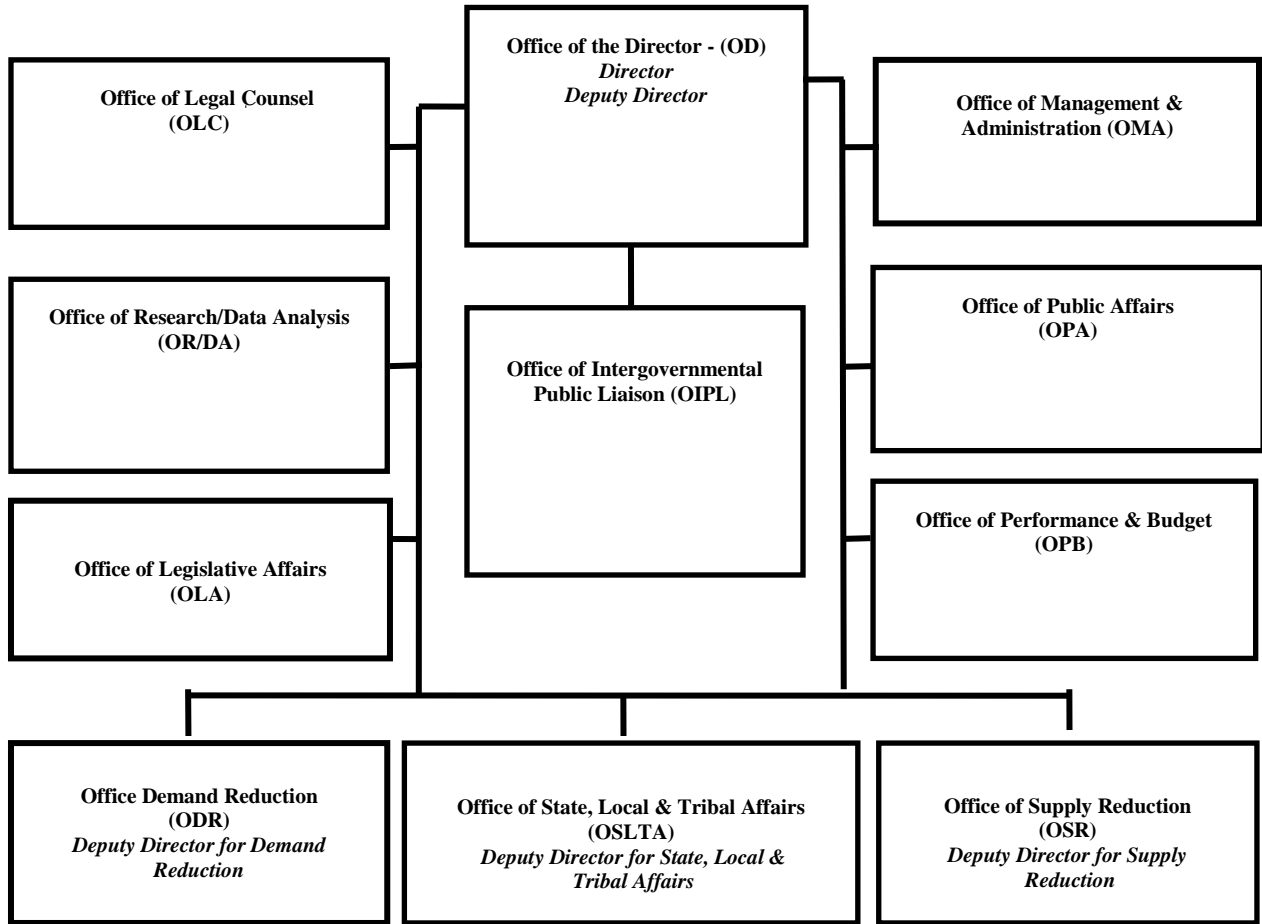 Office of the Director - (OD)
Director
Deputy Director
Office of Legal Counsel
(OLC)
Office of Management &
Administration (OMA)
Office of Research/Data Analysis
(OR/DA)
Office of Intergovernmental
Public Liaison (OIPL)
Office of Public Affairs
(OPA)
Office of Legislative Affairs
(OLA)
Office of Performance & Budget
(OPB)
Office Demand Reduction
(ODR)
Deputy Director for Demand
Reduction
Office of State, Local & Tribal Affairs
(OSLTA)
Deputy Director for State, Local &
Tribal Affairs
Office of Supply Reduction
(OSR)
Deputy Director for Supply
Reduction